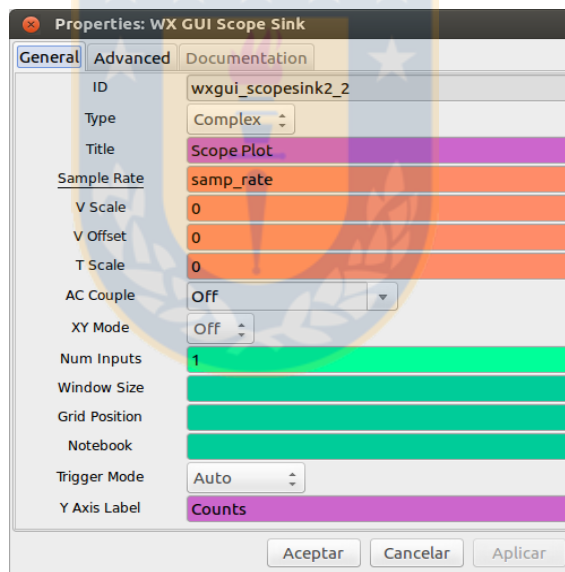 Properties: WX GUI Scope Sink
General Advanced Documentation
ID wxgui_scopesink2_2
Type Complex
Title Scope Plot
Sample Rate samp_rate
V Scale 0
V Offset 0
T Scale 0
AC Couple Off
XY Mode Off
Num Inputs 1
Window Size
Grid Position
Notebook
Trigger Mode Auto
Y Axis Label Counts
Aceptar Cancelar Aplicar